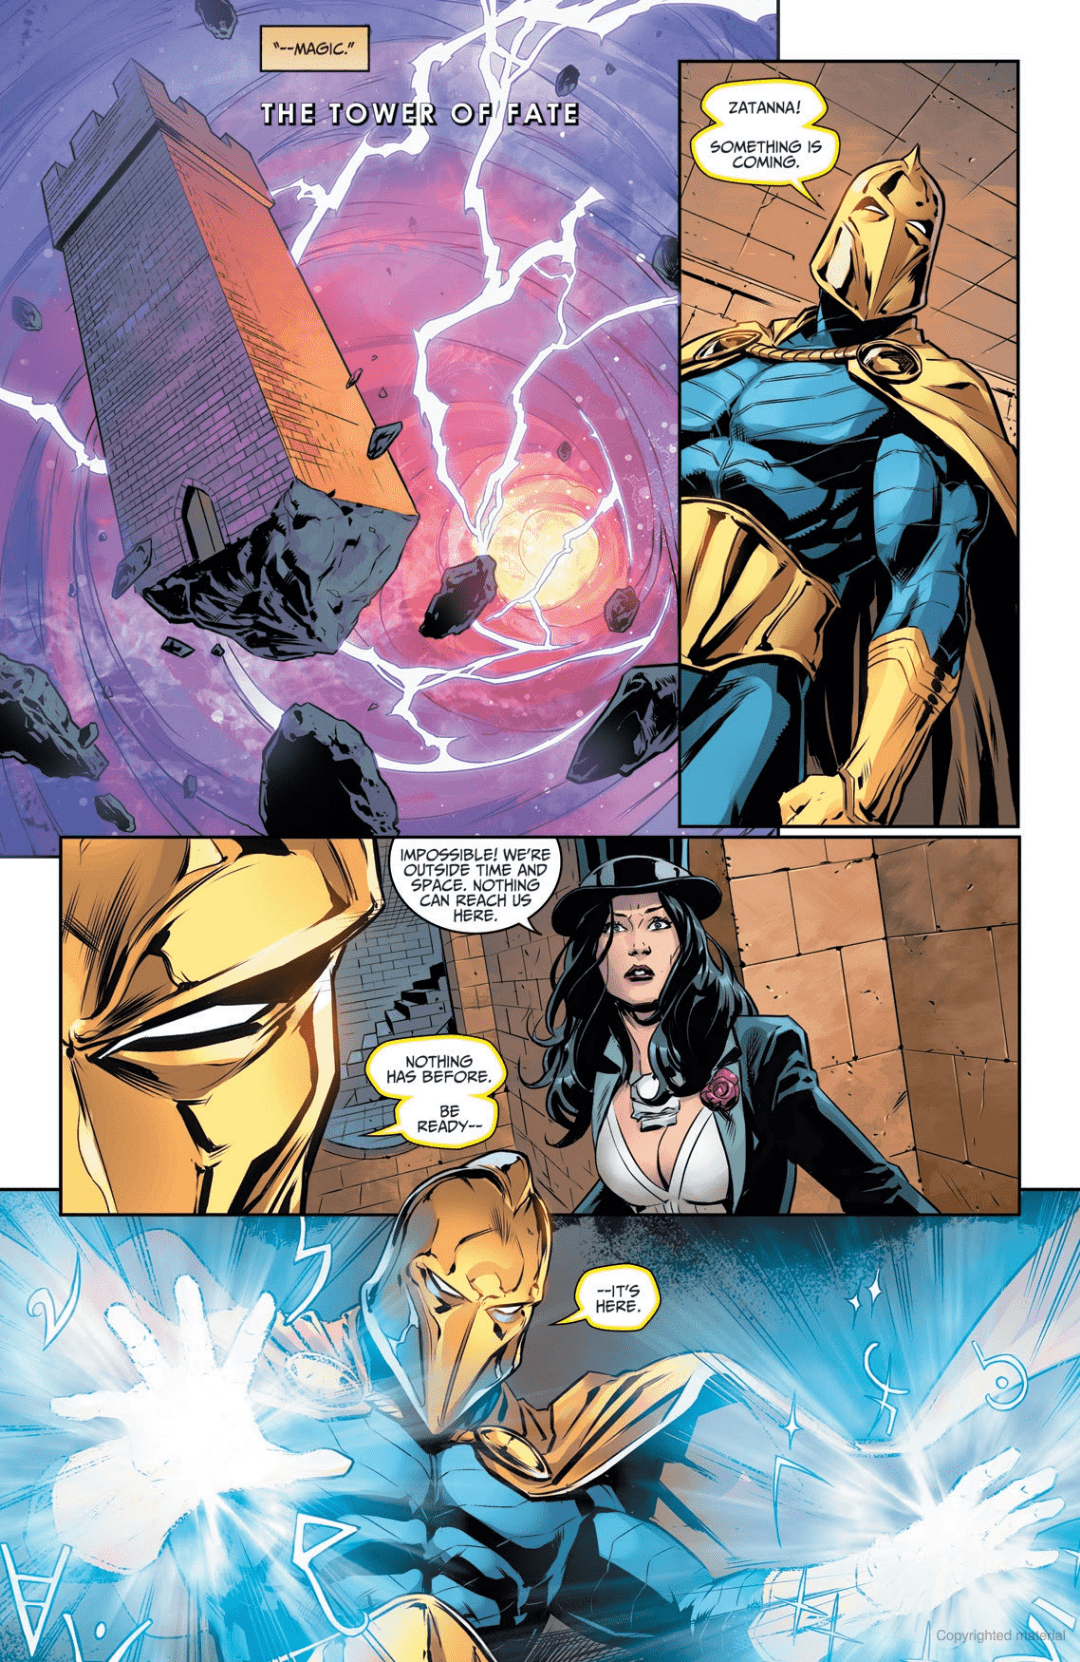 "--MAGIC."
THE TOWER OF FATE
ZATANNA!
SOMETHING IS
COMING.
IMPOSSIBLE! WE'RE
OUTSIDE TIME AND
SPACE. NOTHING
CAN REACH US
HERE.
NOTHING
HAS BEFORE.
BE
READY--
--IT'S
HERE.
Copyrighted material